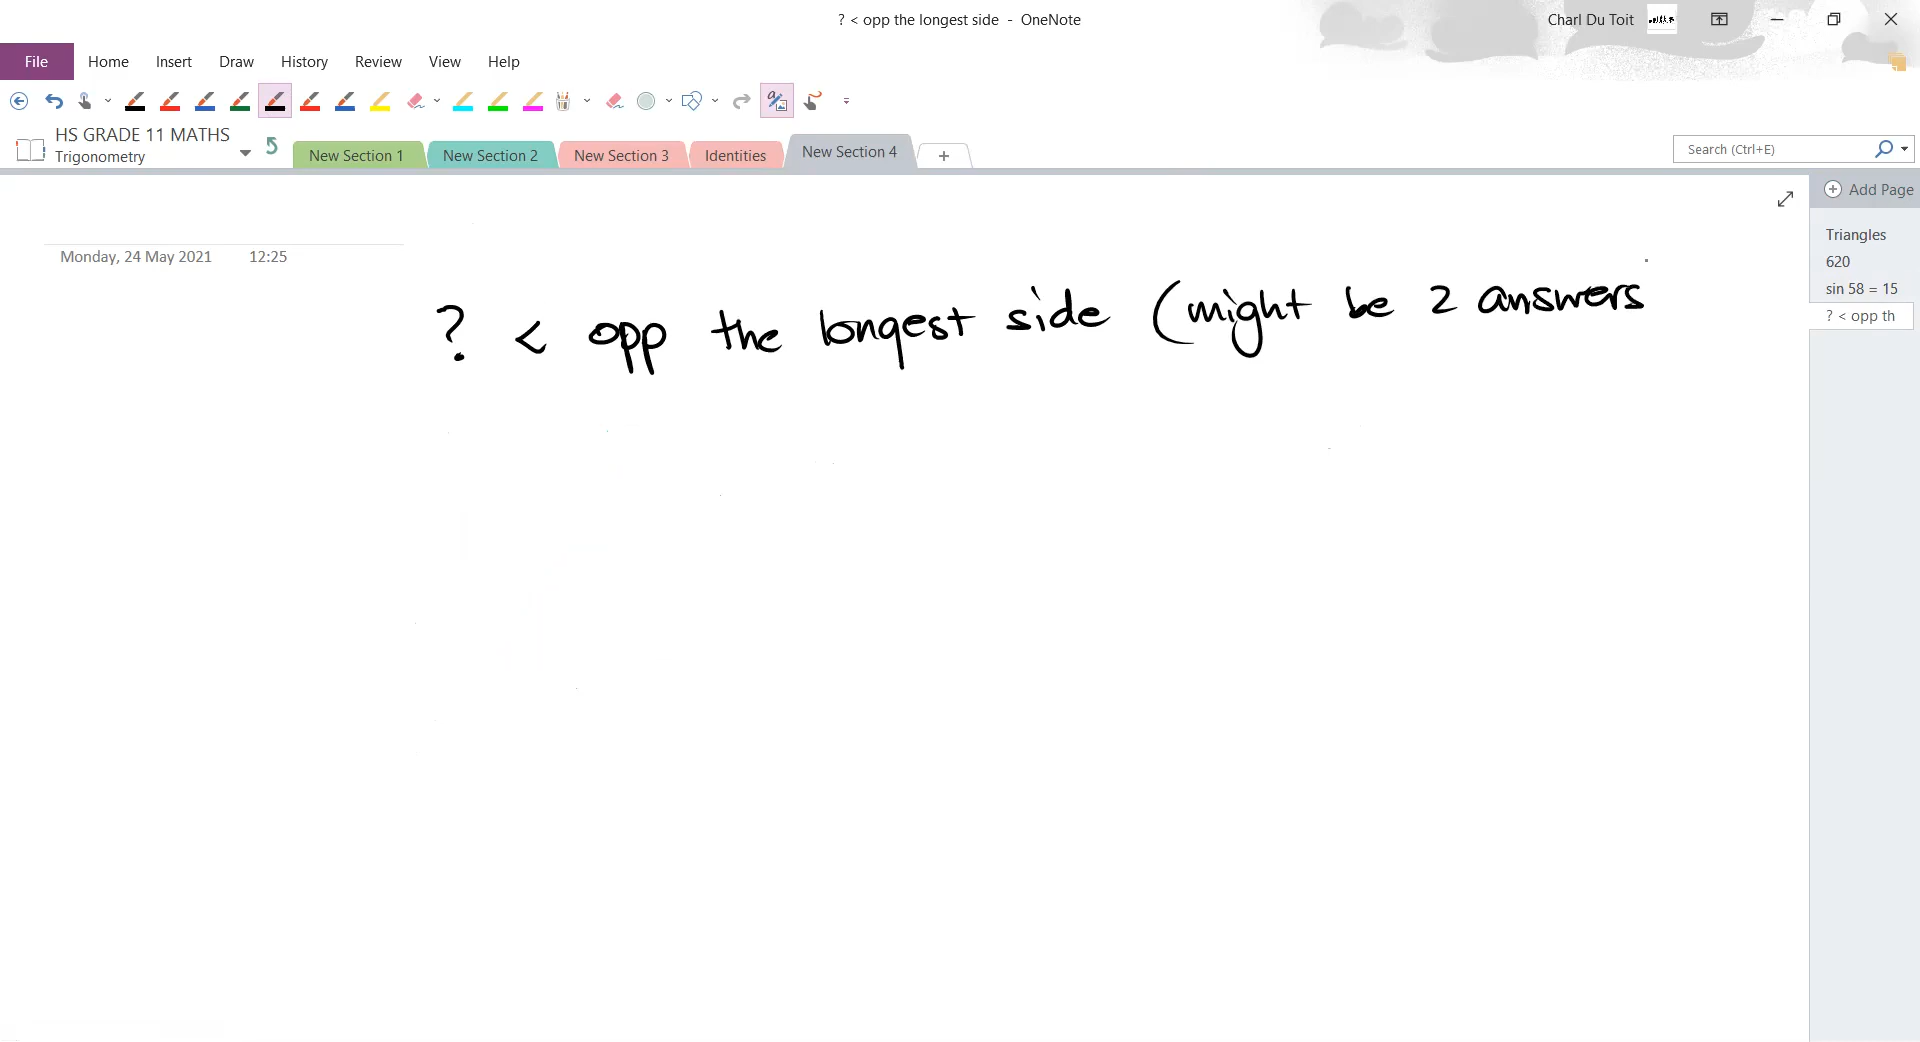 ? < opp the longest side - OneNote
Charl Du Toit
File Home Insert Draw History Review View Help
HS GRADE 11 MATHS
Trigonometry
New Section 1 New Section 2 New Section 3 Identities New Section 4 +
Search (Ctrl+E)
Add Page
Monday, 24 May 2021 12:25
? < opp the longest side (might be 2 answers
Triangles
620
sin 58 = 15
? < opp th